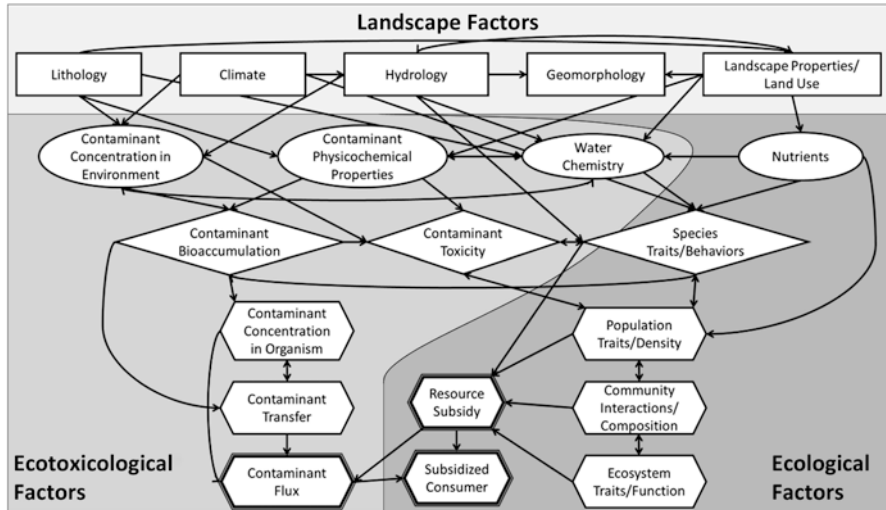 Landscape Factors
Lithology
Climate
Hydrology
Geomorphology
Landscape Properties/
Land Use
Contaminant
Concentration in
Environment
Contaminant
Physicochemical
Properties
Water
Chemistry
Nutrients
Contaminant
Bioaccumulation
Contaminant
Toxicity
Species
Traits/Behaviors
Contaminant
Concentration
in Organism
Population
Traits/Density
Contaminant
Transfer
Resource
Subsidy
Community
Interactions/
Composition
Ecotoxicological
Factors
Contaminant
Flux
Subsidized
Consumer
Ecosystem
Traits/Function
Ecological
Factors